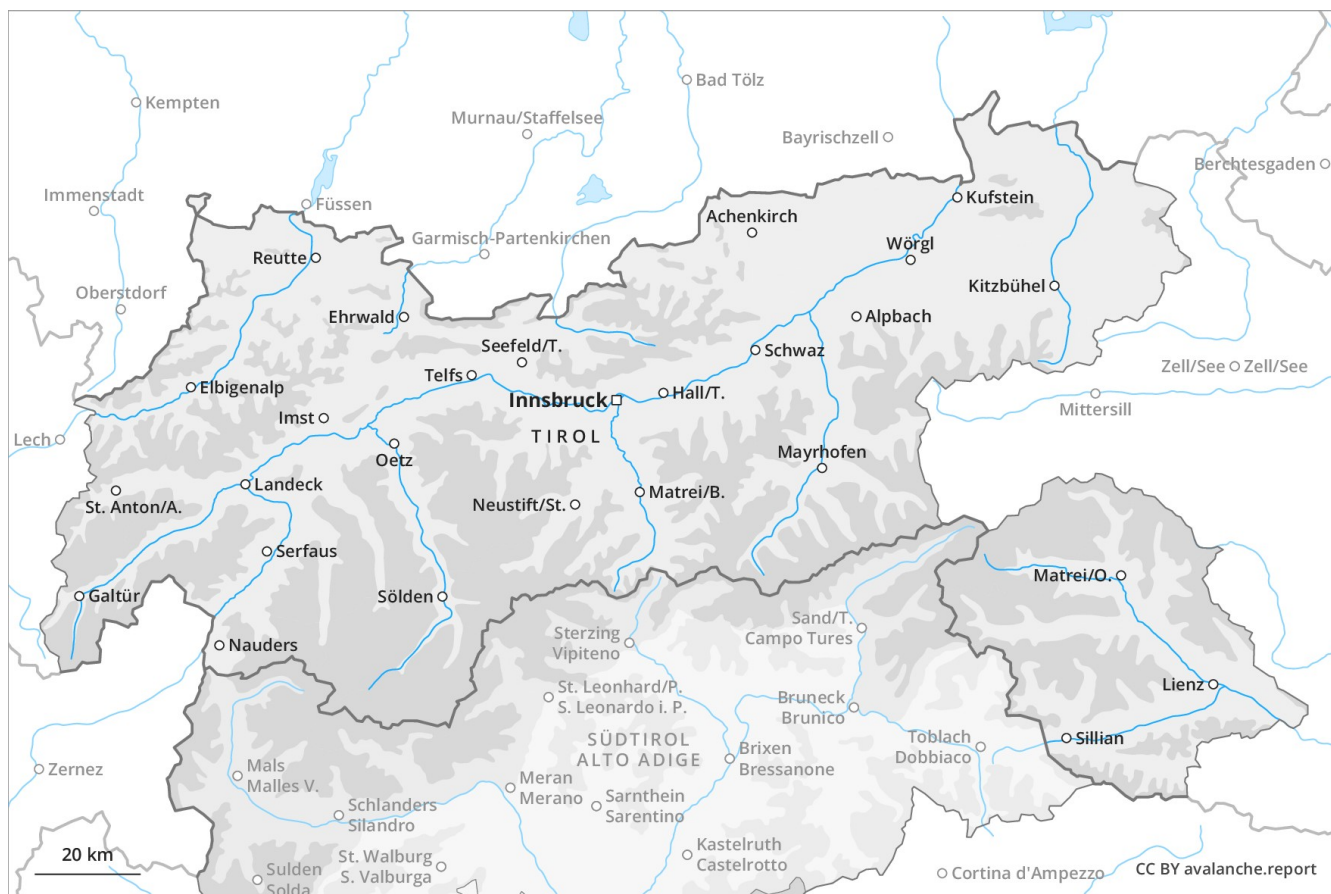 Kempten
Bad Tölz
Murnau/Staffelsee
Bayrischzell
Berchtesgaden
Immenstadt
Füssen
Kufstein
Achenkirch
Garmisch-Partenkirchen
Wörgl
Reutte
Oberstdorf
Kitzbühel
Ehrwald
Alpbach
Seefeld/T.
Schwaz
Telfs
Zell/See
Zell/See
Elbigenalp
Innsbruck
Hall/T.
Mittersill
Imst
TIROL
Lech
Oetz
Mayrhofen
Landeck
Matrei/B.
St. Anton/A.
Neustift/St.
Serfaus
Matrei/O.
Galtür
Sölden
Sand/T.
Campo Tures
Sterzing
Vipiteno
Nauders
Lienz
St. Leonhard/P.
S. Leonardo i. P.
Bruneck
Brunico
SÜDTIROL
ALTO ADIGE
Toblach
Dobbiaco
Sillian
Brixen
Bressanone
Zernez
Mals
Malles V.
Meran
Merano
Sarnthein
Sarentino
Schlanders
Silandro
Kastelruth
Castelrotto
20 km
St. Walburg
S. Valburga
Sulden
Solda
Cortina d'Ampezzo
CC BY avalanche.report